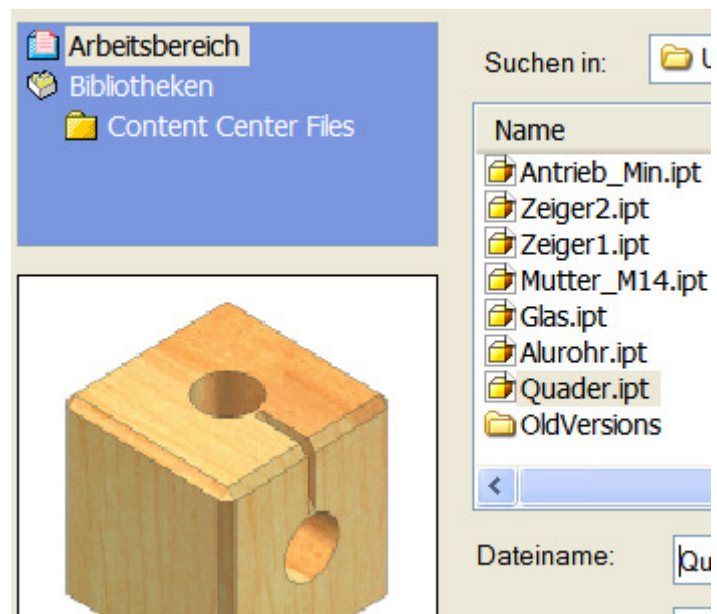 Arbeitsbereich
Bibliotheken
Content Center Files
Suchen in:
Name
Antrieb_Min.ipt
Zeiger2.ipt
Zeiger1.ipt
Mutter_M14.ipt
Glas.ipt
Alurohr.ipt
Quader.ipt
OldVersions
Dateiname: